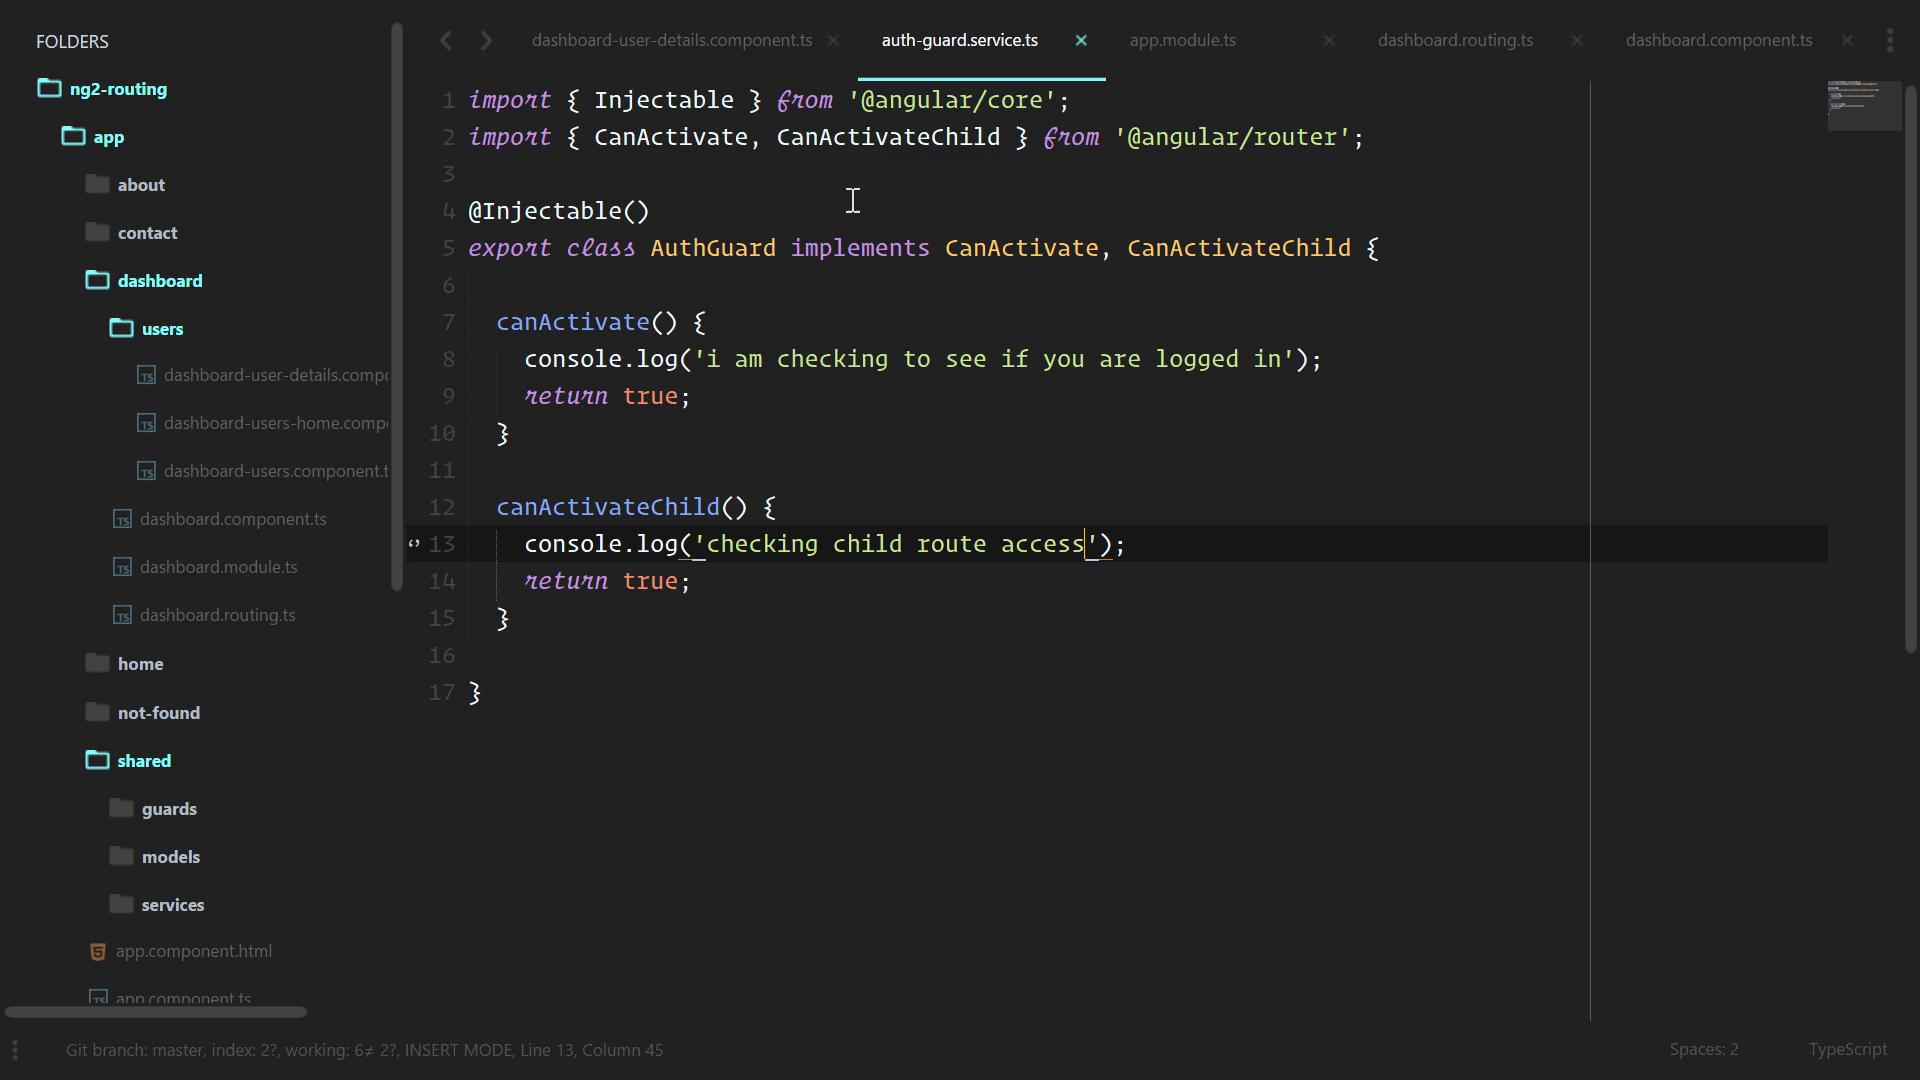 FOLDERS
ng2-routing
app
about
contact
dashboard
users
dashboard-user-details.comp
dashboard-users-home.comp
dashboard-users.component.t
dashboard.component.ts
dashboard.module.ts
dashboard.routing.ts
home
not-found
shared
guards
models
services
app.component.html
app.component.ts
dashboard-user-details.component.ts
auth-guard.service.ts
app.module.ts
dashboard.routing.ts
dashboard.component.ts
1 import { Injectable } from '@angular/core';
2 import { CanActivate, CanActivateChild } from '@angular/router';
3
4 @Injectable()
5 export class AuthGuard implements CanActivate, CanActivateChild {
6
7 canActivate() {
8 console.log('i am checking to see if you are logged in');
9 return true;
10 }
11
12 canActivateChild() {
13 console.log('checking child route access');
14 return true;
15 }
16
17 }
Git branch: master, index: 2?, working: 6≠ 2?, INSERT MODE, Line 13, Column 45
Spaces: 2
TypeScript